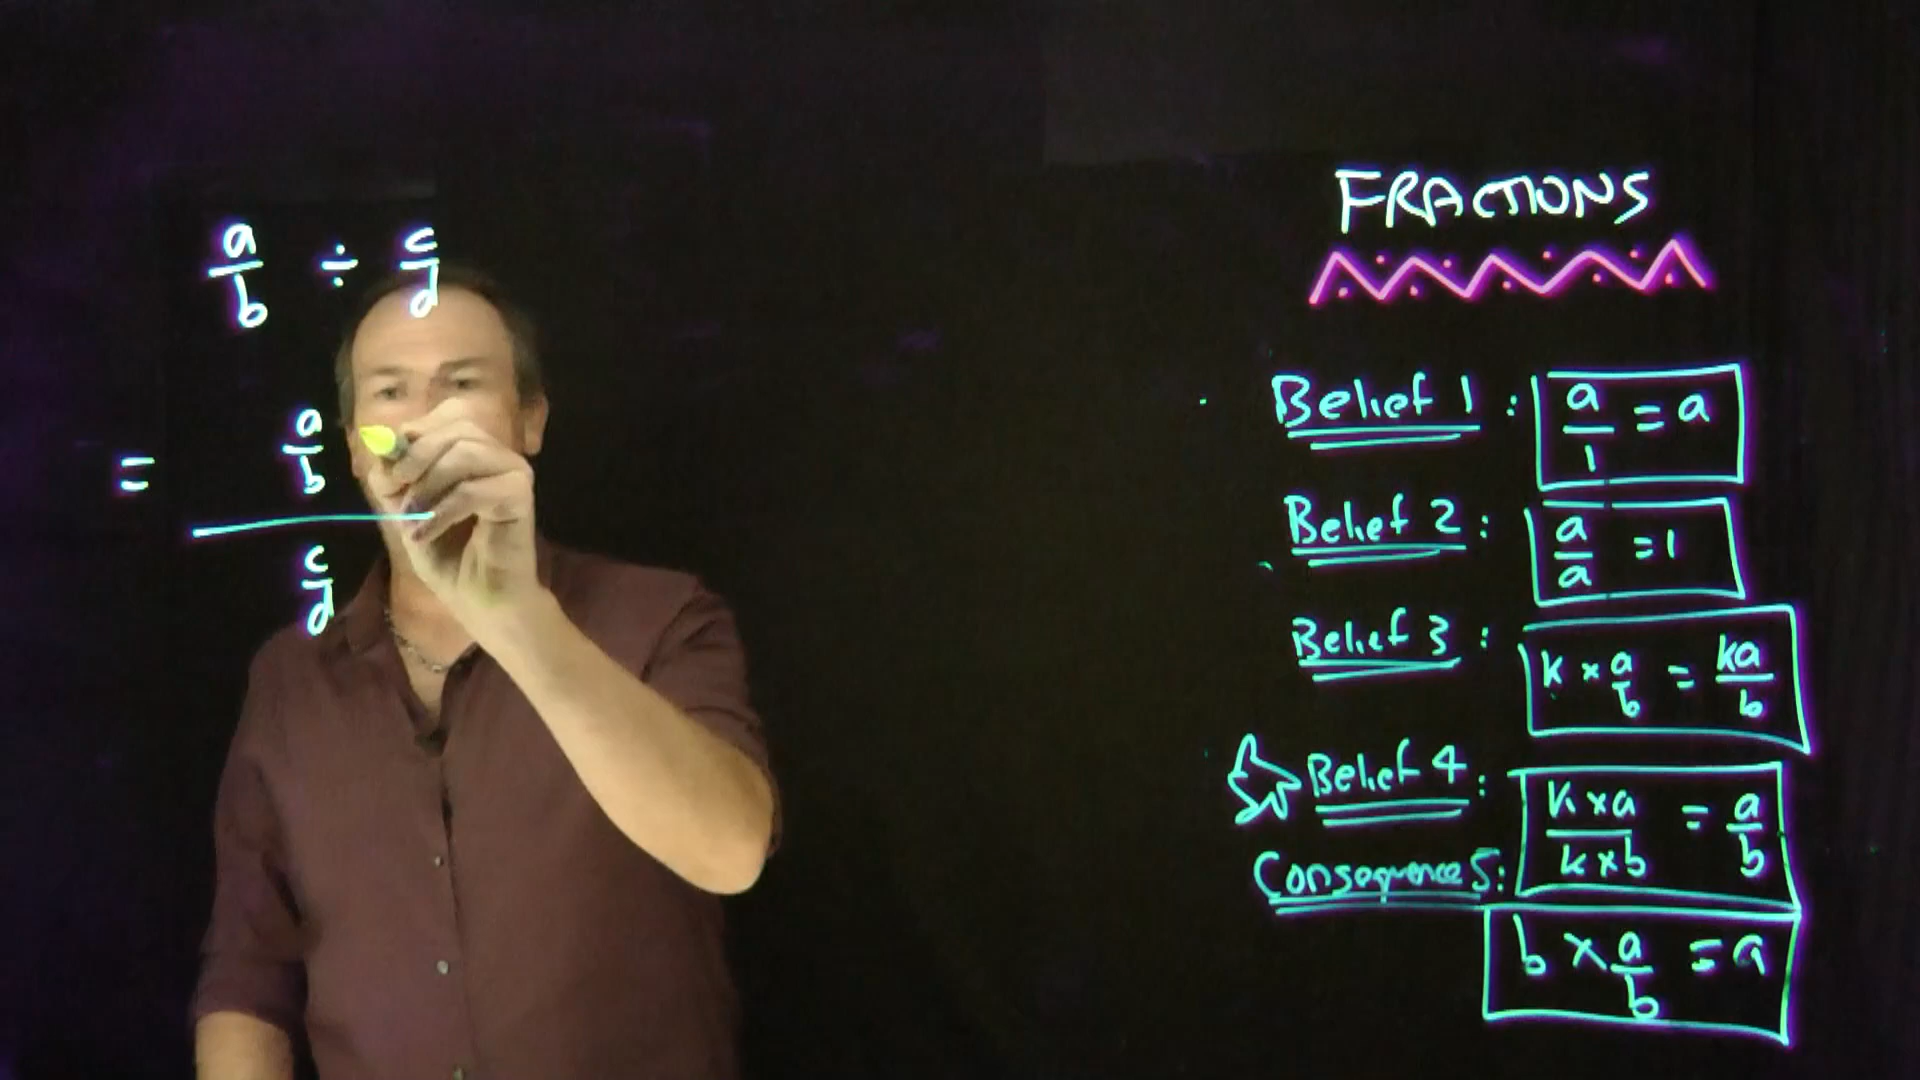 a/b ÷ c/d
= (a/b)/(c/d)
FRACTIONS
Belief 1 : a/1 = a
Belief 2 : a/a = 1
Belief 3 : k × a/b = ka/b
Belief 4 : (k × a)/(k × b) = a/b
Consequence 5 : b × a/b = a